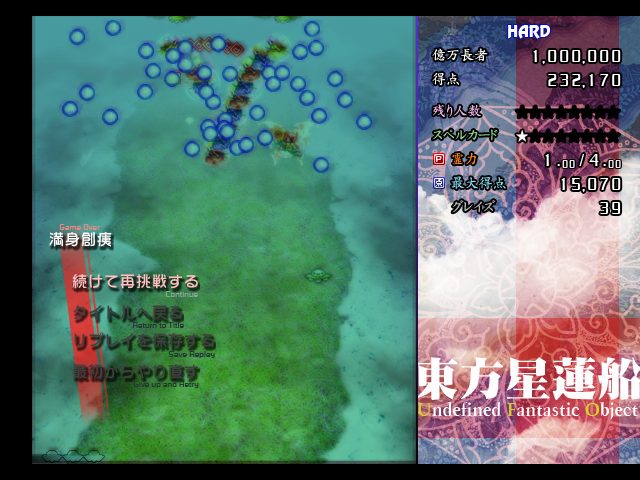 HARD
億万長者 1,000,000
得点 232,170
残り人数
スペルカード
P 霊力 1.00/4.00
最大得点 15,070
グレイズ 39
Game Over
満身創痍
続けて再挑戦する
Continue
タイトルへ戻る
Return to Title
リプレイを保存する
Save Repley
最初からやり直す
Give up and Retry
東方星蓮船
Undefined Fantastic Object